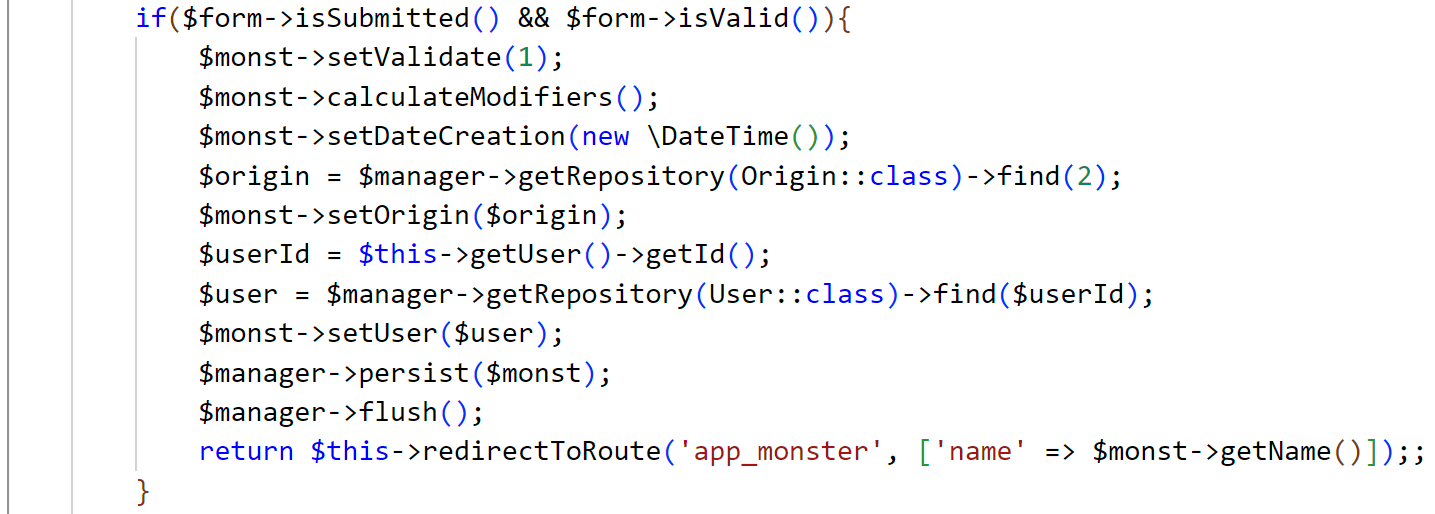 if($form->isSubmitted() && $form->isValid()){
$monst->setValidate(1);
$monst->calculateModifiers();
$monst->setDateCreation(new \DateTime());
$origin = $manager->getRepository(Origin::class)->find(2);
$monst->setOrigin($origin);
$userId = $this->getUser()->getId();
$user = $manager->getRepository(User::class)->find($userId);
$monst->setUser($user);
$manager->persist($monst);
$manager->flush();
return $this->redirectToRoute('app_monster', ['name' => $monst->getName()]);;
}